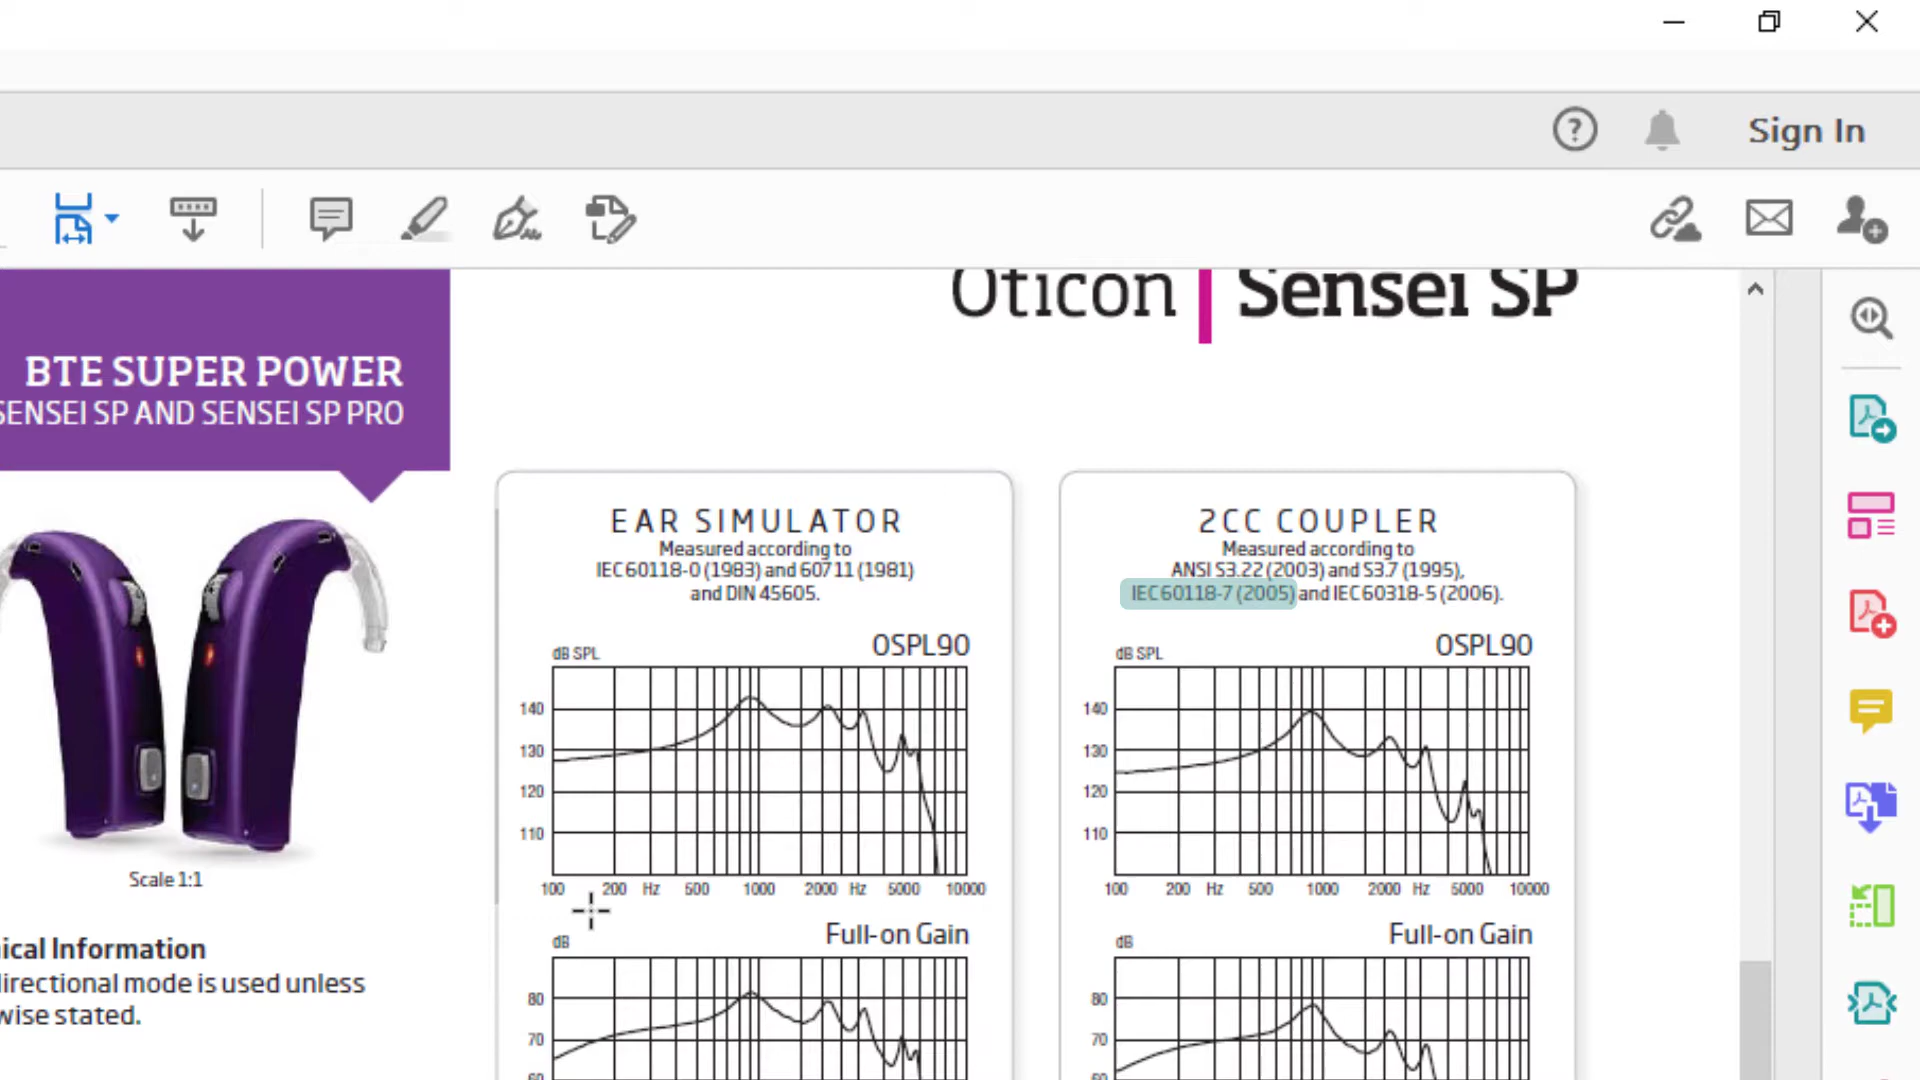 Sign In
Oticon | Sensei SP
BTE SUPER POWER
SENSEI SP AND SENSEI SP PRO
EAR SIMULATOR
Measured according to
IEC 60118-0 (1983) and 60711 (1981)
and DIN 45605.
2CC COUPLER
Measured according to
ANSI S3.22 (2003) and S3.7 (1995),
IEC 60118-7 (2005) and IEC 60318-5 (2006).
dB SPL
OSPL90
140
130
120
110
100 200 Hz 500 1000 2000 Hz 5000 10000
dB SPL
OSPL90
140
130
120
110
100 200 Hz 500 1000 2000 Hz 5000 10000
Scale 1:1
ical Information
directional mode is used unless
wise stated.
dB
Full-on Gain
80
70
60
dB
Full-on Gain
80
70
60